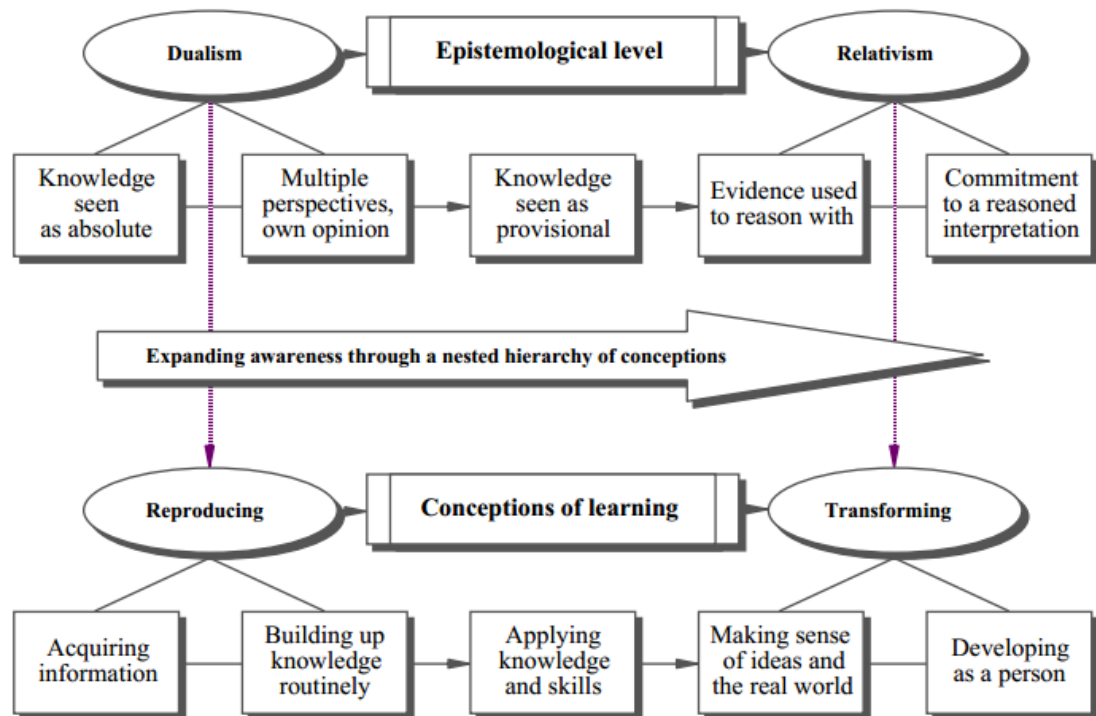 Dualism
Epistemological level
Relativism
Knowledge
seen
as absolute
Multiple
perspectives,
own opinion
Knowledge
seen as
provisional
Evidence used
to reason with
Commitment
to a reasoned
interpretation
Expanding awareness through a nested hierarchy of conceptions
Reproducing
Conceptions of learning
Transforming
Acquiring
information
Building up
knowledge
routinely
Applying
knowledge
and skills
Making sense
of ideas and
the real world
Developing
as a person